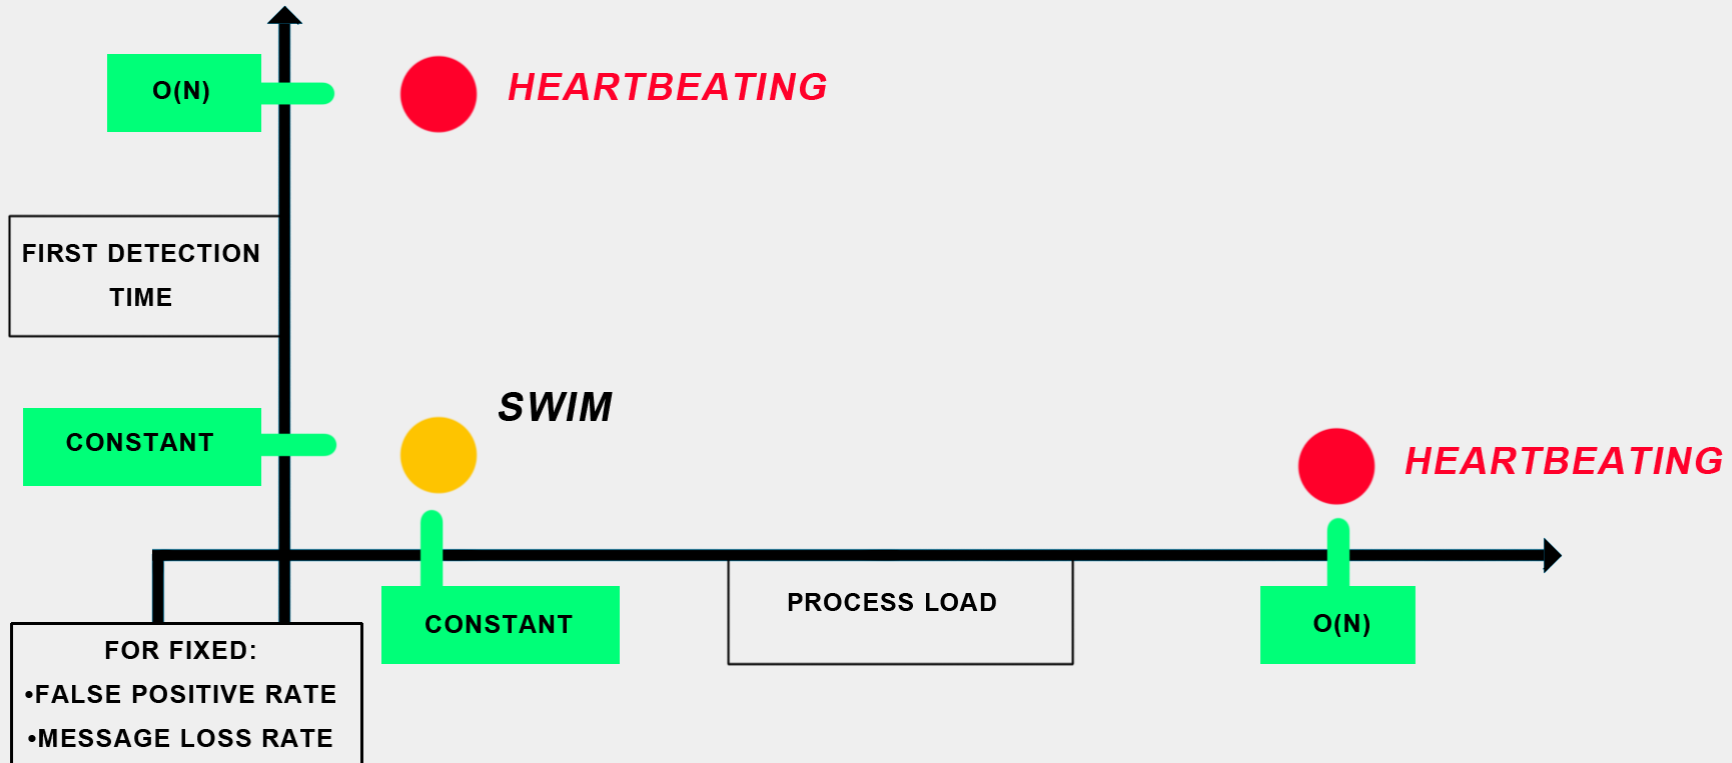 O(N)
HEARTBEATING
FIRST DETECTION
TIME
SWIM
CONSTANT
HEARTBEATING
CONSTANT
PROCESS LOAD
O(N)
FOR FIXED:
•FALSE POSITIVE RATE
•MESSAGE LOSS RATE